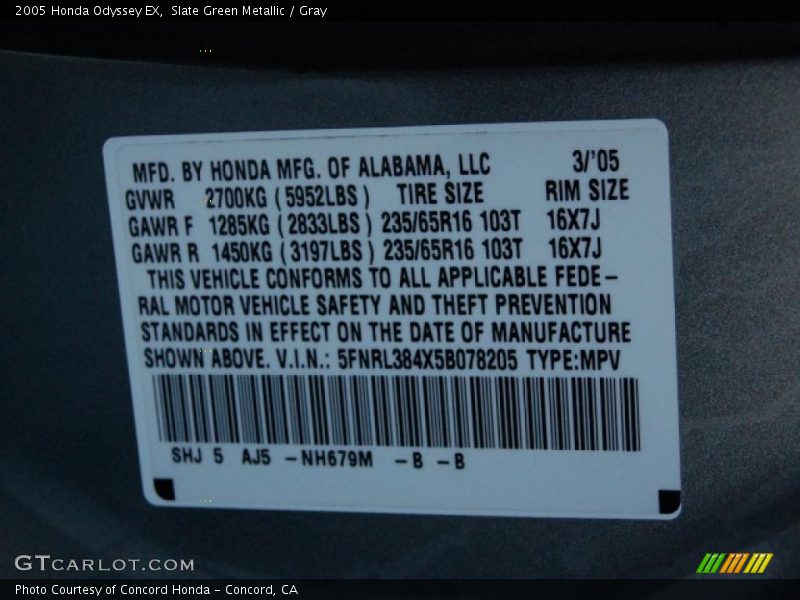 2005 Honda Odyssey EX,  Slate Green Metallic / Gray
MFD. BY HONDA MFG. OF ALABAMA, LLC 3/'05
GVWR 2700KG (5952LBS) TIRE SIZE RIM SIZE
GAWR F 1285KG (2833LBS) 235/65R16 103T 16X7J
GAWR R 1450KG (3197LBS) 235/65R16 103T 16X7J
THIS VEHICLE CONFORMS TO ALL APPLICABLE FEDE-
RAL MOTOR VEHICLE SAFETY AND THEFT PREVENTION
STANDARDS IN EFFECT ON THE DATE OF MANUFACTURE
SHOWN ABOVE. V.I.N.: 5FNRL384X5B078205 TYPE:MPV
SHJ 5 AJ5 -NH679M -B -B
GTCARLOT.COM
Photo Courtesy of Concord Honda - Concord, CA